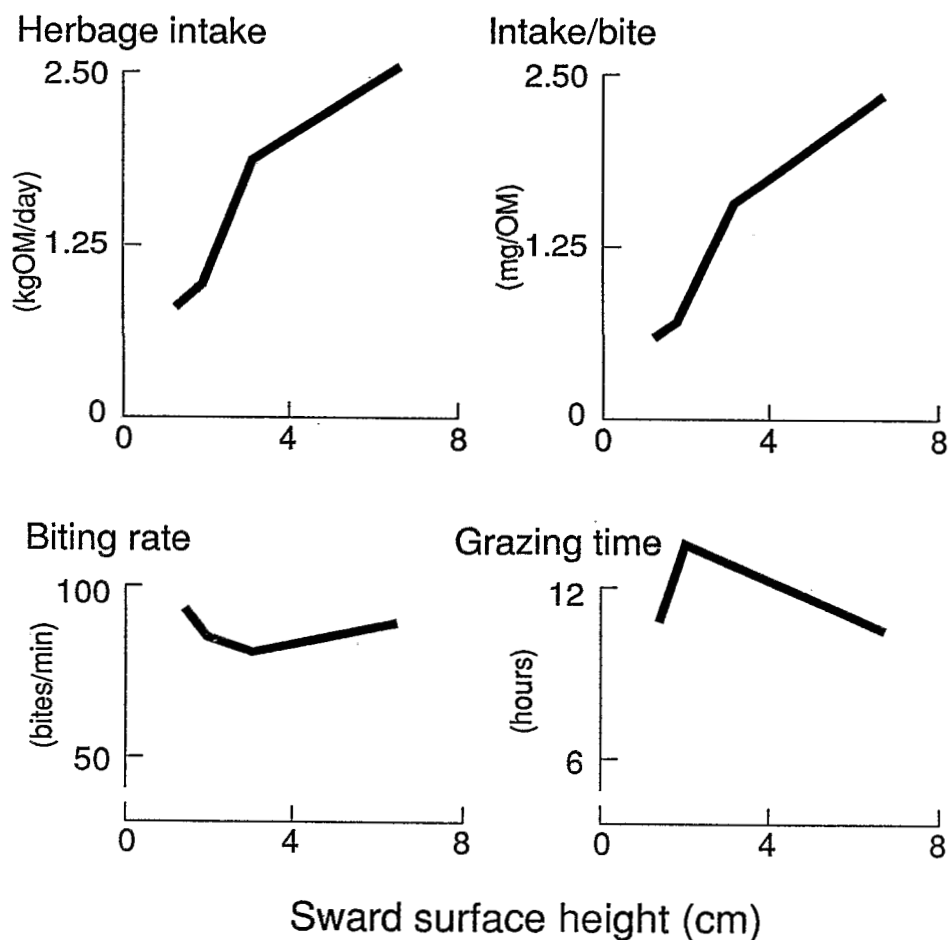 Herbage intake
2.50
1.25
0
(kgOM/day)
0 4 8
Intake/bite
2.50
1.25
0
(mg/OM)
0 4 8
Biting rate
100
50
(bites/min)
0 4 8
Grazing time
12
6
(hours)
0 4 8
Sward surface height (cm)